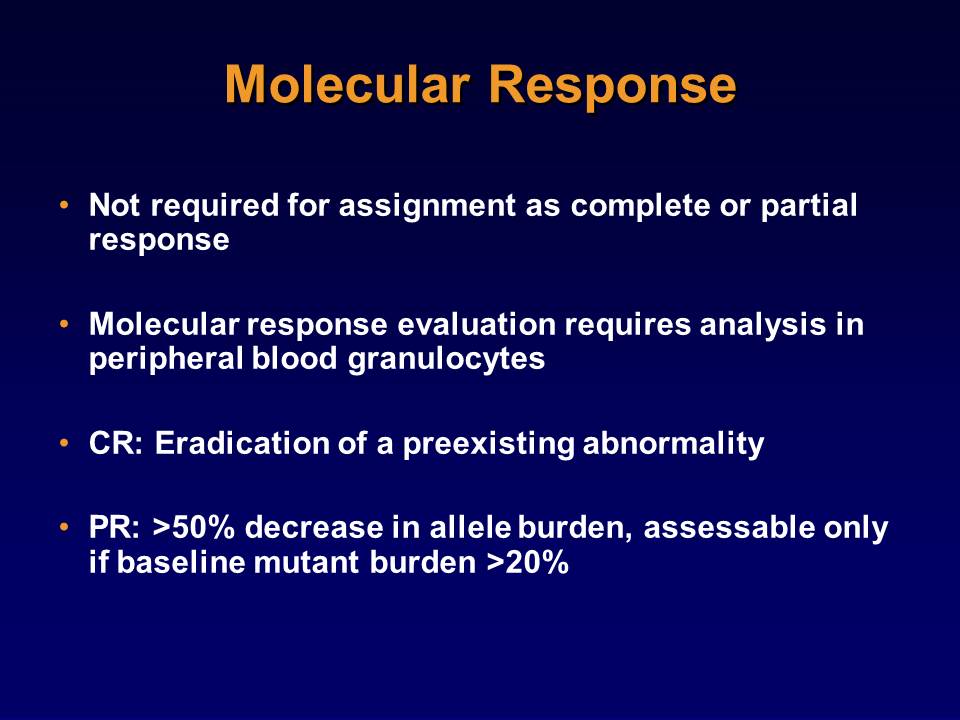 Molecular Response
• Not required for assignment as complete or partial
response
• Molecular response evaluation requires analysis in
peripheral blood granulocytes
• CR: Eradication of a preexisting abnormality
• PR: >50% decrease in allele burden, assessable only
if baseline mutant burden >20%